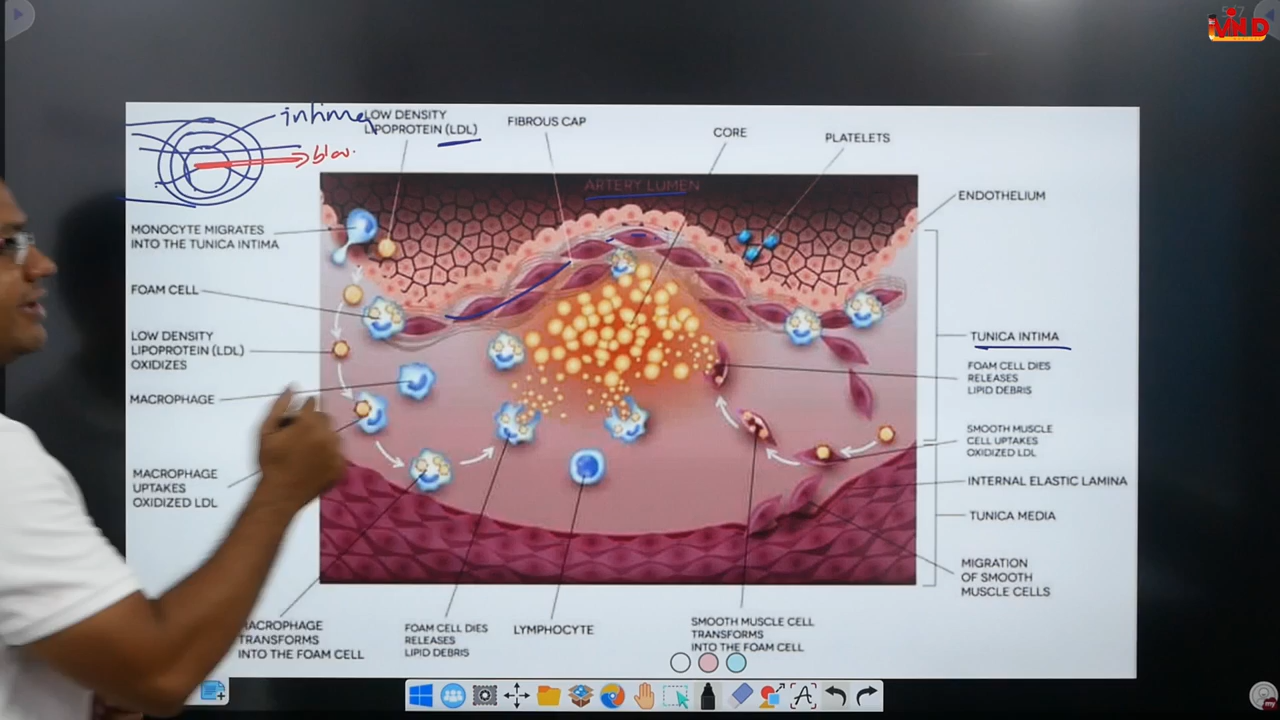 iVIND
intima
blo.
LOW DENSITY
LIPOPROTEIN (LDL)
FIBROUS CAP
CORE
PLATELETS
ARTERY LUMEN
ENDOTHELIUM
MONOCYTE MIGRATES
INTO THE TUNICA INTIMA
FOAM CELL
LOW DENSITY
LIPOPROTEIN (LDL)
OXIDIZES
MACROPHAGE
MACROPHAGE
UPTAKES
OXIDIZED LDL
TUNICA INTIMA
FOAM CELL DIES
RELEASES
LIPID DEBRIS
SMOOTH MUSCLE
CELL UPTAKES
OXIDIZED LDL
INTERNAL ELASTIC LAMINA
TUNICA MEDIA
MIGRATION
OF SMOOTH
MUSCLE CELLS
MACROPHAGE
TRANSFORMS
INTO THE FOAM CELL
FOAM CELL DIES
RELEASES
LIPID DEBRIS
LYMPHOCYTE
SMOOTH MUSCLE CELL
TRANSFORMS
INTO THE FOAM CELL